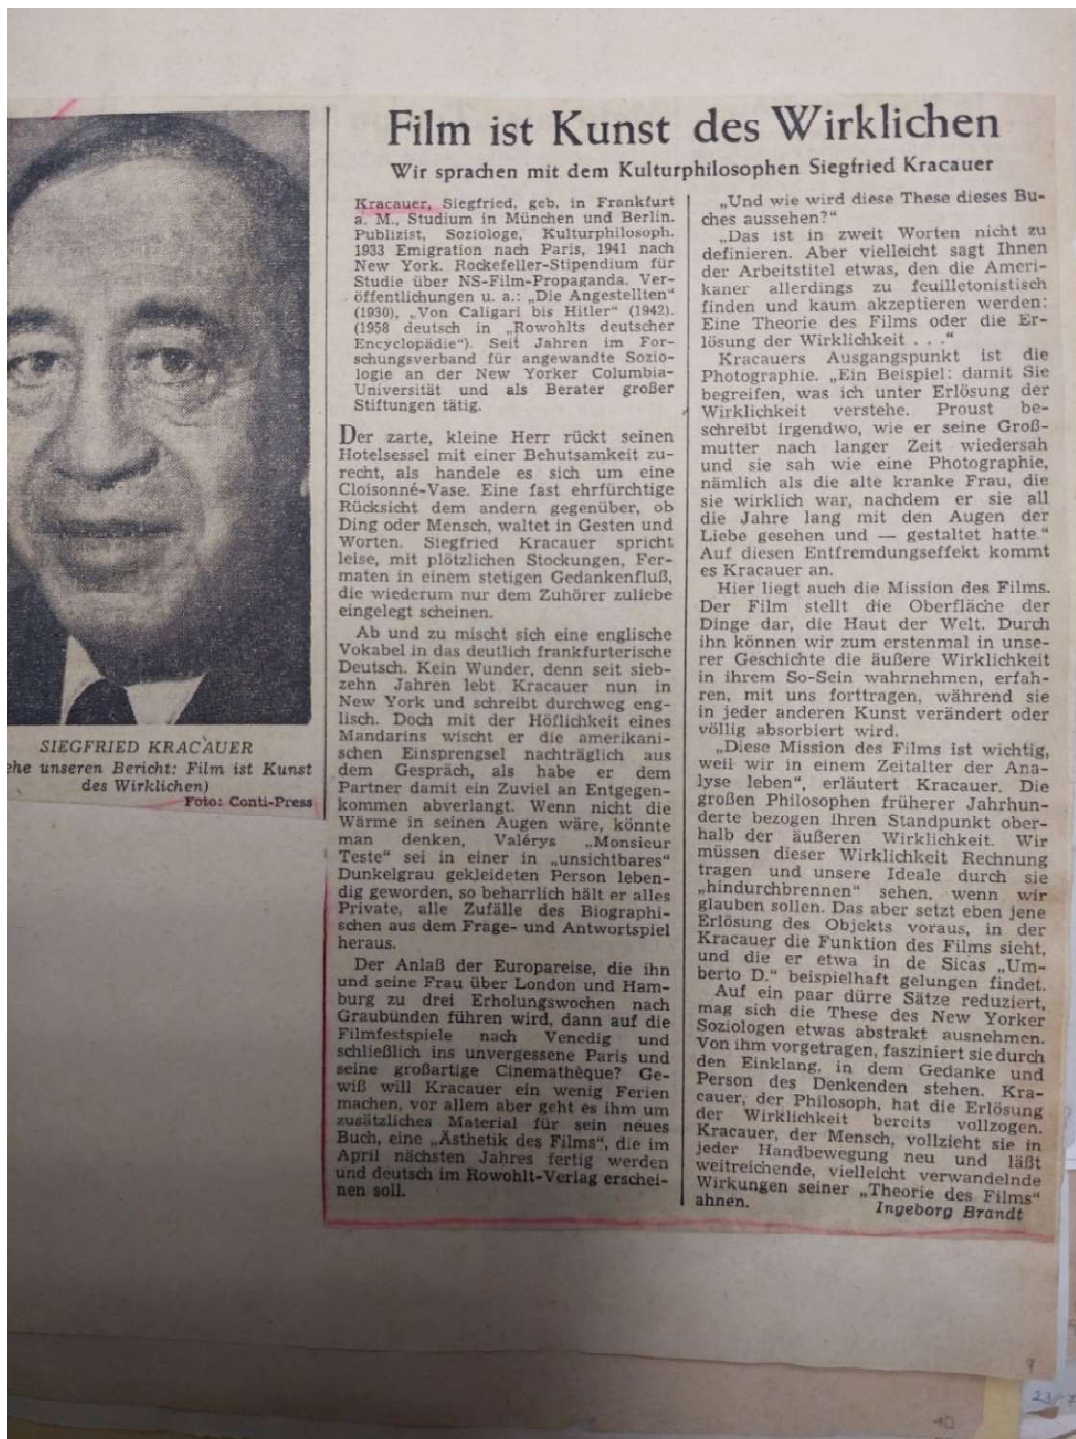 Film ist Kunst des Wirklichen
Wir sprachen mit dem Kulturphilosophen Siegfried Kracauer
SIEGFRIED KRACAUER
ehe unseren Bericht: Film ist Kunst
des Wirklichen)
Foto: Conti-Press
Kracauer, Siegfried, geb. in Frankfurt
a. M., Studium in München und Berlin.
Publizist, Soziologe, Kulturphilosoph.
1933 Emigration nach Paris, 1941 nach
New York. Rockefeller-Stipendium für
Studie über NS-Film-Propaganda. Ver-
öffentlichungen u. a.: „Die Angestellten“
(1930), „Von Caligari bis Hitler“ (1942).
(1958 deutsch in „Rowohlts deutscher
Encyclopädie“). Seit Jahren im For-
schungsverband für angewandte Sozio-
logie an der New Yorker Columbia-
Universität und als Berater großer
Stiftungen tätig.
Der zarte, kleine Herr rückt seinen
Hotelsessel mit einer Behutsamkeit zu-
recht, als handele es sich um eine
Cloisonné-Vase. Eine fast ehrfürchtige
Rücksicht dem andern gegenüber, ob
Ding oder Mensch, waltet in Gesten und
Worten. Siegfried Kracauer spricht
leise, mit plötzlichen Stockungen, Fer-
maten in einem stetigen Gedankenfluß,
die wiederum nur dem Zuhörer zuliebe
eingelegt scheinen.
Ab und zu mischt sich eine englische
Vokabel in das deutlich frankfurterische
Deutsch. Kein Wunder, denn seit sieb-
zehn Jahren lebt Kracauer nun in
New York und schreibt durchweg eng-
lisch. Doch mit der Höflichkeit eines
Mandarins wischt er die amerikani-
schen Einsprengsel nachträglich aus
dem Gespräch, als habe er dem
Partner damit ein Zuviel an Entgegen-
kommen abverlangt. Wenn nicht die
Wärme in seinen Augen wäre, könnte
man denken, Valérys „Monsieur
Teste“ sei in einer in „unsichtbares“
Dunkelgrau gekleideten Person leben-
dig geworden, so beharrlich hält er alles
Private, alle Zufälle des Biographi-
schen aus dem Frage- und Antwortspiel
heraus.
Der Anlaß der Europareise, die ihn
und seine Frau über London und Ham-
burg zu drei Erholungswochen nach
Graubünden führen wird, dann auf die
Filmfestspiele nach Venedig und
schließlich ins unvergessene Paris und
seine großartige Cinemathèque? Ge-
wiß will Kracauer ein wenig Ferien
machen, vor allem aber geht es ihm um
zusätzliches Material für sein neues
Buch, eine „Ästhetik des Films“, die im
April nächsten Jahres fertig werden
und deutsch im Rowohlt-Verlag erschei-
nen soll.
„Und wie wird diese These dieses Bu-
ches aussehen?“
„Das ist in zweit Worten nicht zu
definieren. Aber vielleicht sagt Ihnen
der Arbeitstitel etwas, den die Ameri-
kaner allerdings zu feuilletonistisch
finden und kaum akzeptieren werden:
Eine Theorie des Films oder die Er-
lösung der Wirklichkeit . . .“
Kracauers Ausgangspunkt ist die
Photographie. „Ein Beispiel: damit Sie
begreifen, was ich unter Erlösung der
Wirklichkeit verstehe. Proust be-
schreibt irgendwo, wie er seine Groß-
mutter nach langer Zeit wiedersah
und sie sah wie eine Photographie,
nämlich als die alte kranke Frau, die
sie wirklich war, nachdem er sie all
die Jahre lang mit den Augen der
Liebe gesehen und — gestaltet hatte.“
Auf diesen Entfremdungseffekt kommt
es Kracauer an.
Hier liegt auch die Mission des Films.
Der Film stellt die Oberfläche der
Dinge dar, die Haut der Welt. Durch
ihn können wir zum erstenmal in unse-
rer Geschichte die äußere Wirklichkeit
in ihrem So-Sein wahrnehmen, erfah-
ren, mit uns forttragen, während sie
in jeder anderen Kunst verändert oder
völlig absorbiert wird.
„Diese Mission des Films ist wichtig,
weil wir in einem Zeitalter der Ana-
lyse leben“, erläutert Kracauer. Die
großen Philosophen früherer Jahrhun-
derte bezogen ihren Standpunkt ober-
halb der äußeren Wirklichkeit. Wir
müssen dieser Wirklichkeit Rechnung
tragen und unsere Ideale durch sie
„hindurchbrennen“ sehen, wenn wir
glauben sollen. Das aber setzt eben jene
Erlösung des Objekts voraus, in der
Kracauer die Funktion des Films sieht,
und die er etwa in de Sicas „Um-
berto D.“ beispielhaft gelungen findet.
Auf ein paar dürre Sätze reduziert,
mag sich die These des New Yorker
Soziologen etwas abstrakt ausnehmen.
Von ihm vorgetragen, fasziniert sie durch
den Einklang, in dem Gedanke und
Person des Denkenden stehen. Kra-
cauer, der Philosoph, hat die Erlösung
der Wirklichkeit bereits vollzogen.
Kracauer, der Mensch, vollzieht sie in
jeder Handbewegung neu und läßt
weitreichende, vielleicht verwandelnde
Wirkungen seiner „Theorie des Films“
ahnen.
Ingeborg Brandt